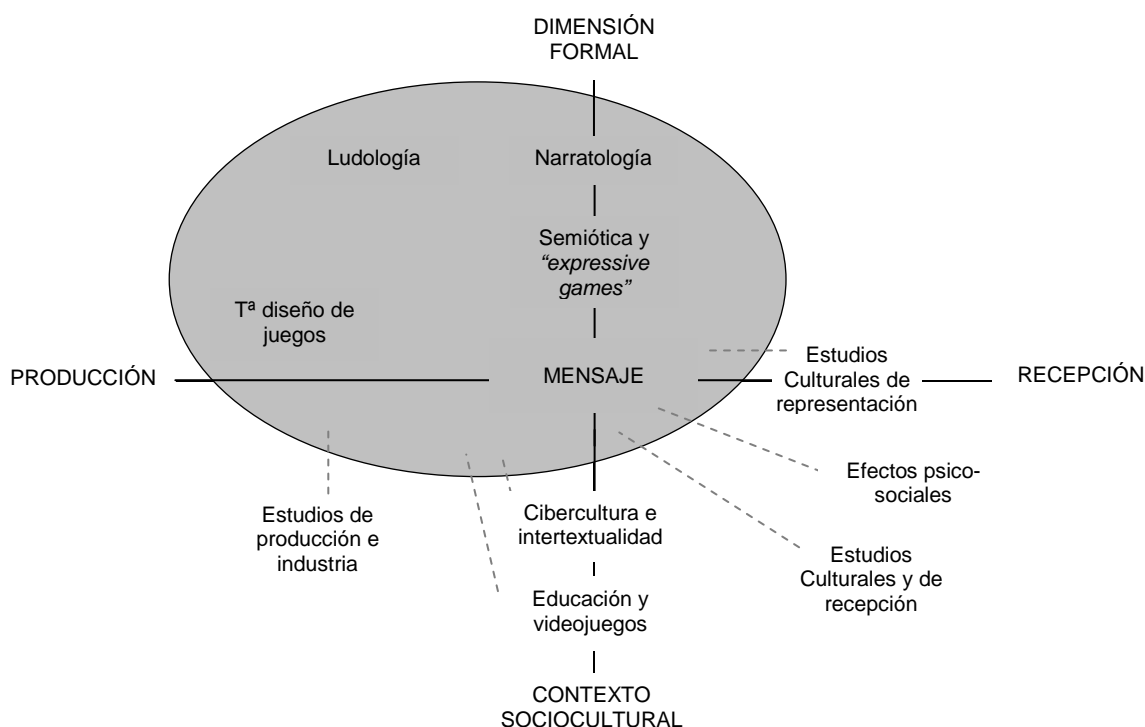 DIMENSIÓN
FORMAL
Ludología
Narratología
Semiótica y
“expressive
games”
Tª diseño de
juegos
PRODUCCIÓN
MENSAJE
Estudios
Culturales de
representación
RECEPCIÓN
Efectos psico-
sociales
Estudios de
producción e
industria
Cibercultura e
intertextualidad
Estudios
Culturales y de
recepción
Educación y
videojuegos
CONTEXTO
SOCIOCULTURAL